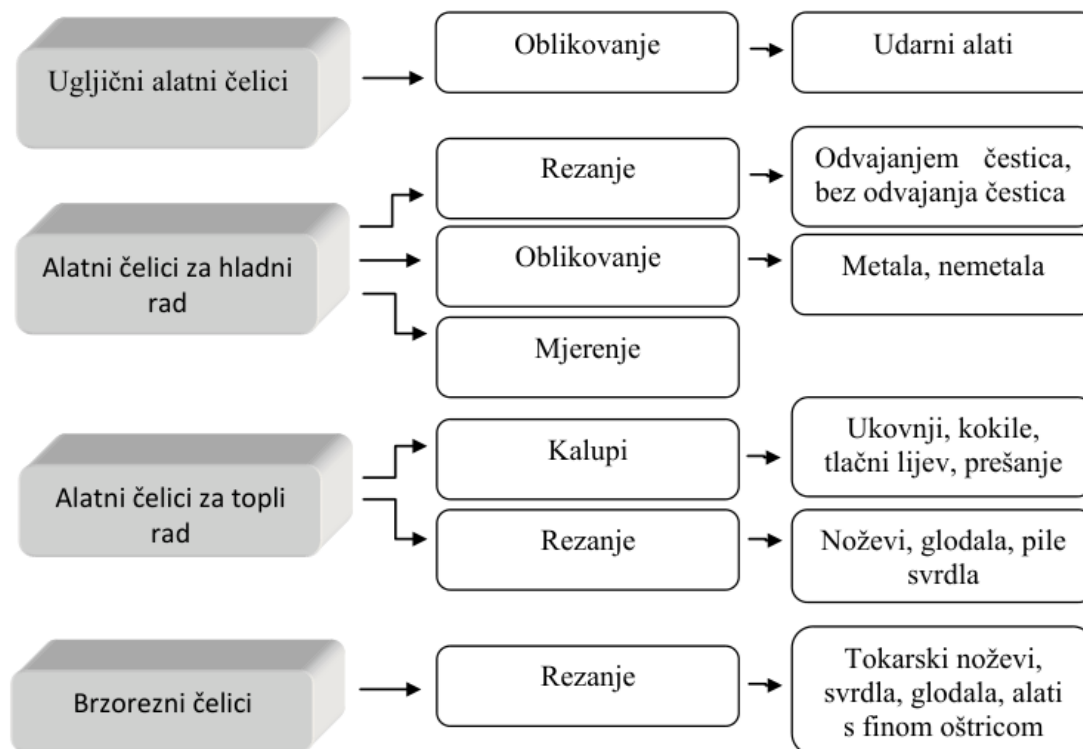 Ugljični alatni čelici
Oblikovanje
Udarni alati
Alatni čelici za hladni
rad
Rezanje
Odvajanjem čestica,
bez odvajanja čestica
Oblikovanje
Metala, nemetala
Mjerenje
Alatni čelici za topli
rad
Kalupi
Ukovnji, kokile,
tlačni lijev, prešanje
Rezanje
Noževi, glodala, pile
svrdla
Brzorezni čelici
Rezanje
Tokarski noževi,
svrdla, glodala, alati
s finom oštricom